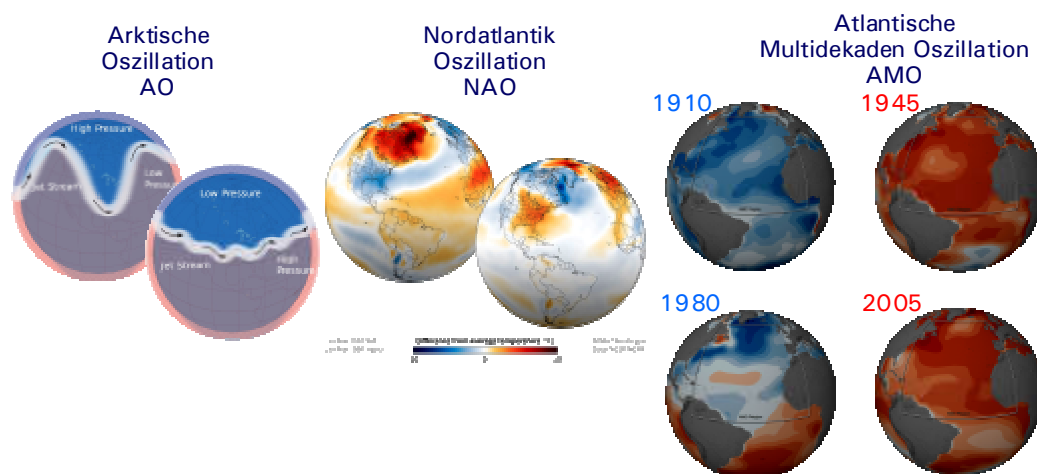 Arktische
Oszillation
AO
High Pressure
Jet Stream
Low
Pressure
Low Pressure
Jet Stream
High
Pressure
Nordatlantik
Oszillation
NAO
Atlantische
Multidekaden Oszillation
AMO
1910
1945
1980
2005